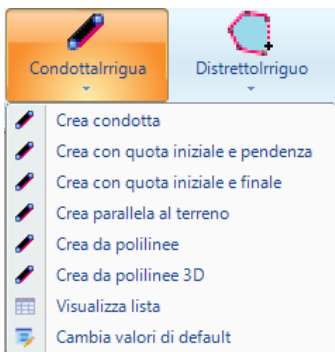 CondottaIrrigua DistrettoIrriguo
Crea condotta
Crea con quota iniziale e pendenza
Crea con quota iniziale e finale
Crea parallela al terreno
Crea da polilinee
Crea da polilinee 3D
Visualizza lista
Cambia valori di default